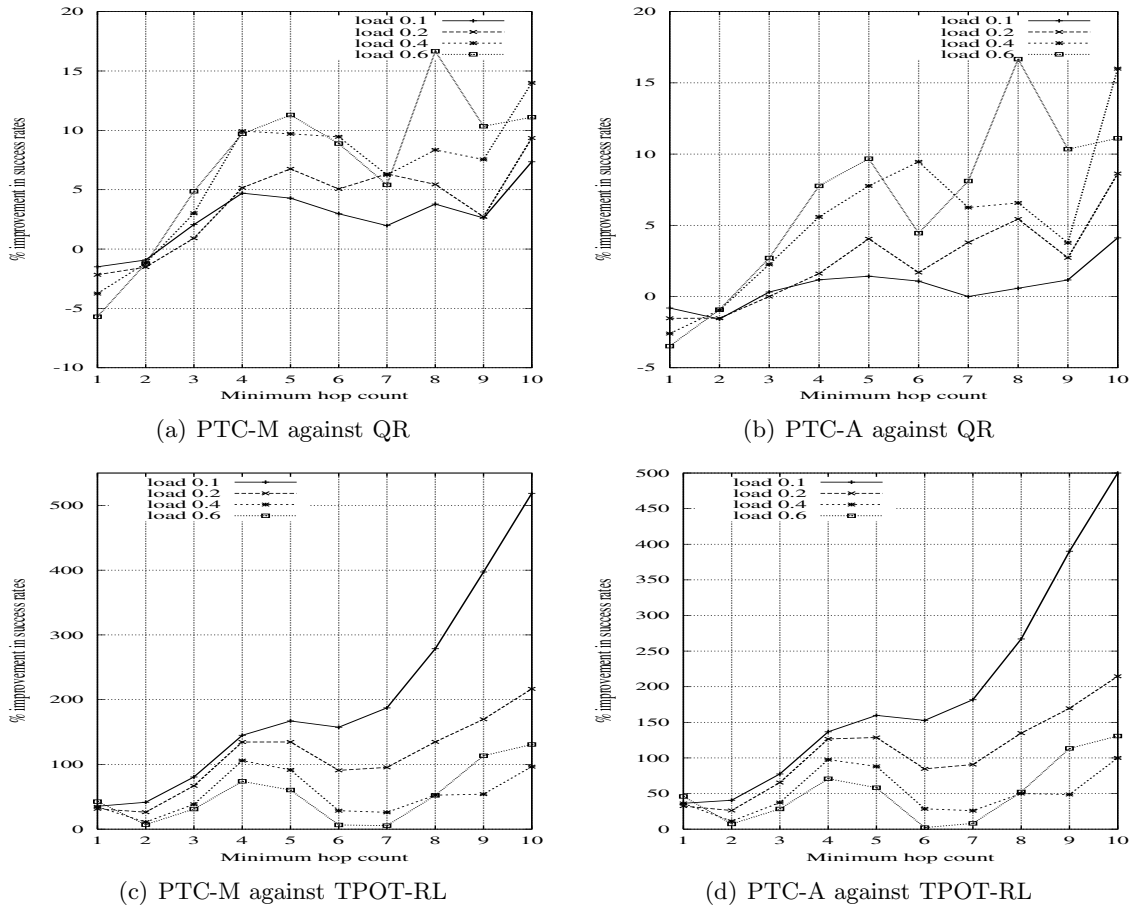 % improvement in success rates
20
15
10
5
0
-5
-10
load 0.1
load 0.2
load 0.4
load 0.6
1 2 3 4 5 6 7 8 9 10
Minimum hop count
(a) PTC-M against QR
% improvement in success rates
20
15
10
5
0
-5
load 0.1
load 0.2
load 0.4
load 0.6
1 2 3 4 5 6 7 8 9 10
Minimum hop count
(b) PTC-A against QR
% improvement in success rates
500
400
300
200
100
0
load 0.1
load 0.2
load 0.4
load 0.6
1 2 3 4 5 6 7 8 9 10
Minimum hop count
(c) PTC-M against TPOT-RL
% improvement in success rates
500
450
400
350
300
250
200
150
100
50
0
load 0.1
load 0.2
load 0.4
load 0.6
1 2 3 4 5 6 7 8 9 10
Minimum hop count
(d) PTC-A against TPOT-RL